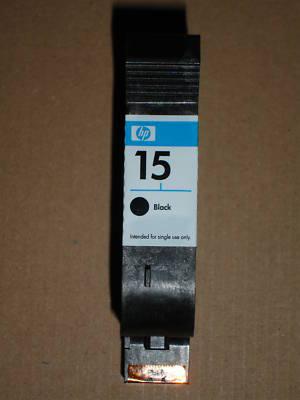 hp
15
Black
Intended for single use only.